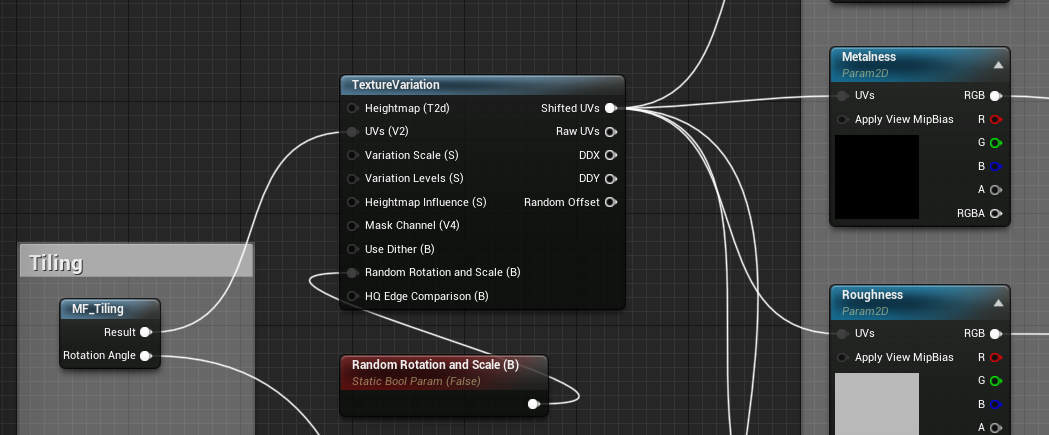 TextureVariation
Heightmap (T2d)
Shifted UVs
UVs (V2)
Raw UVs
Variation Scale (S)
DDX
Variation Levels (S)
DDY
Heightmap Influence (S)
Random Offset
Mask Channel (V4)
Use Dither (B)
Random Rotation and Scale (B)
HQ Edge Comparison (B)
Tiling
MF_Tiling
Result
Rotation Angle
Random Rotation and Scale (B)
Static Bool Param (False)
Metalness
Param2D
UVs
RGB
Apply View MipBias
R
G
B
A
RGBA
Roughness
Param2D
UVs
RGB
Apply View MipBias
R
G
B
A